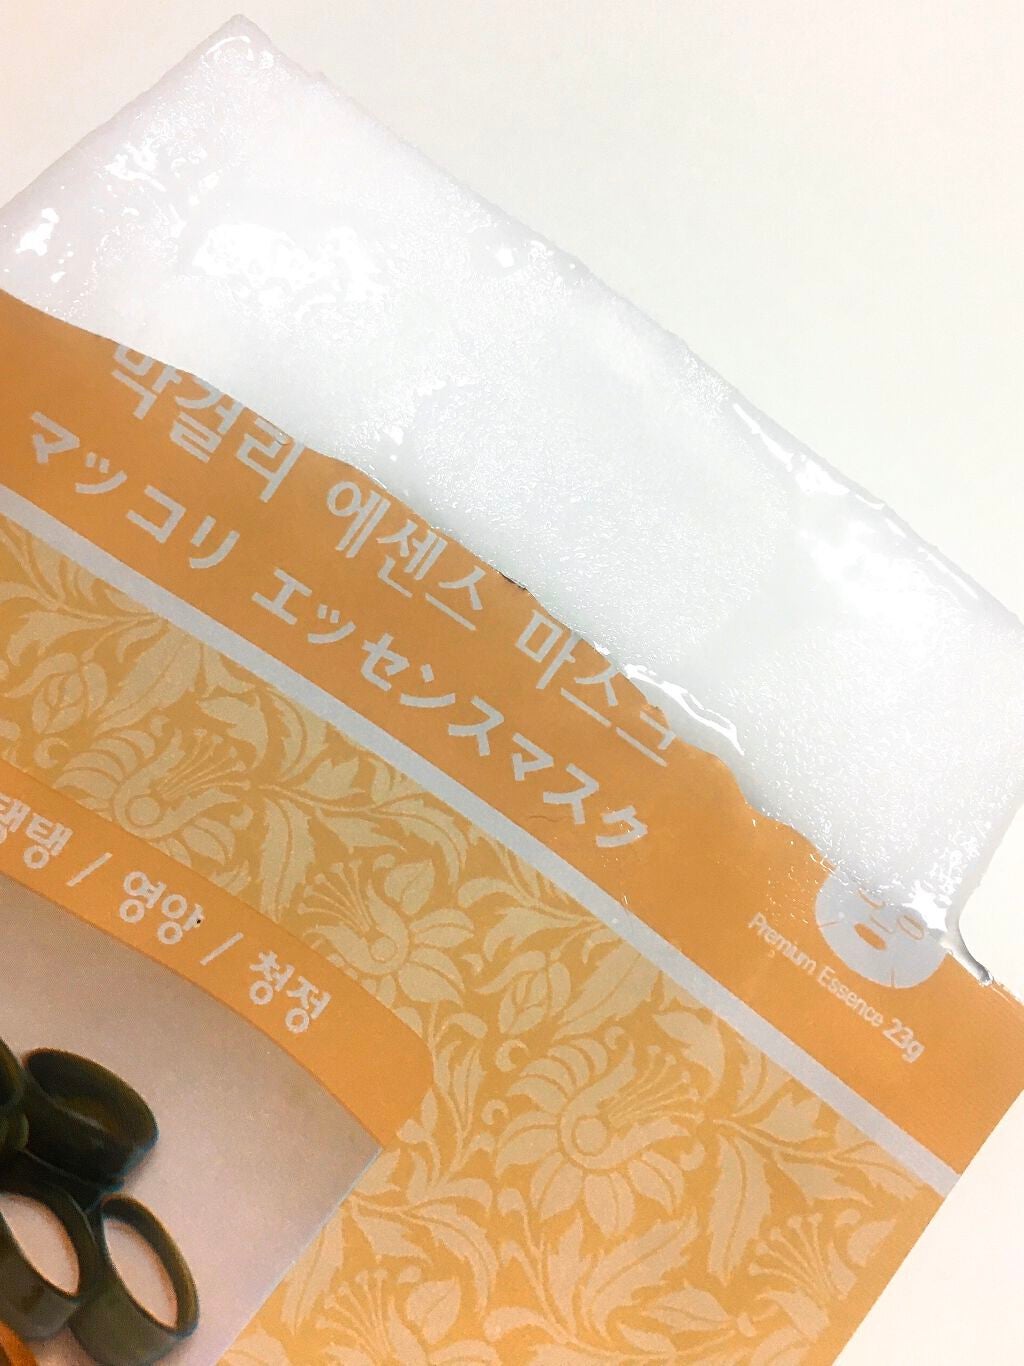 막걸리 에센스 마스크
マッコリ エッセンスマスク
Premium Essence 23g
탱탱 / 영양 / 청정